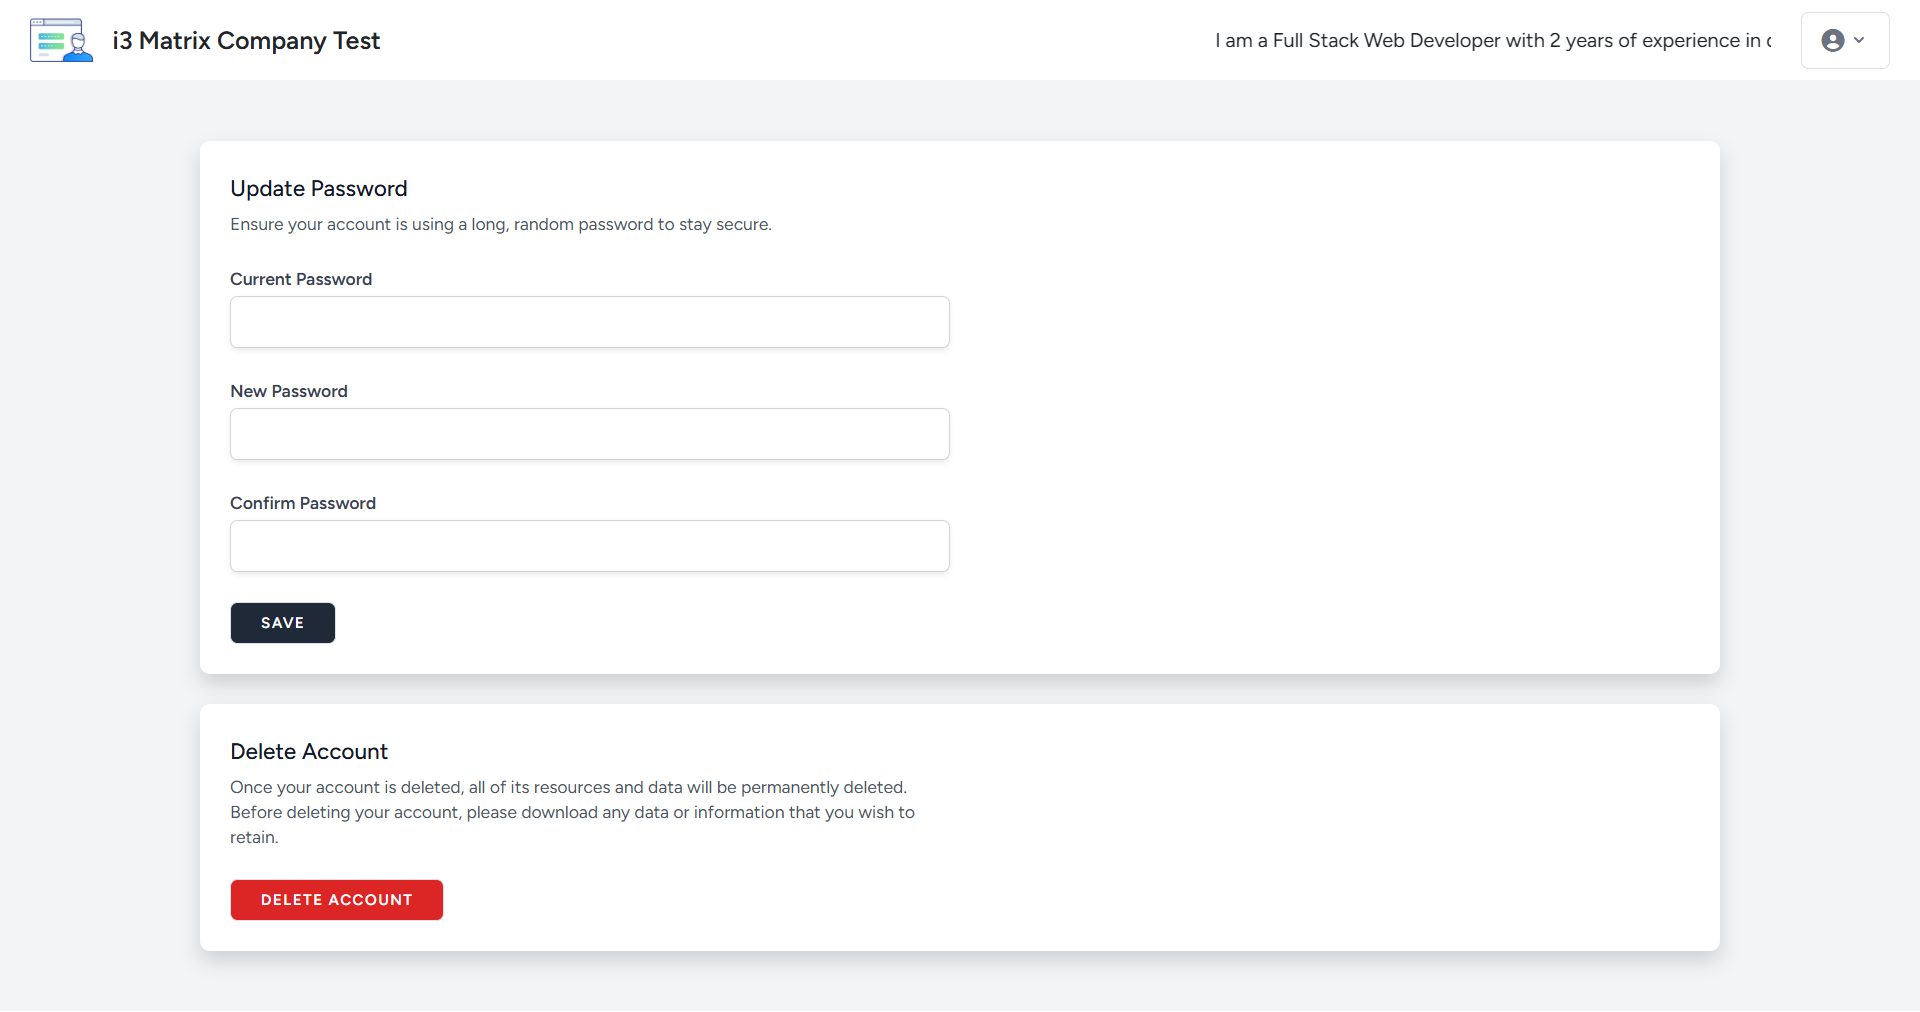 i3 Matrix Company Test
I am a Full Stack Web Developer with 2 years of experience in
Update Password
Ensure your account is using a long, random password to stay secure.
Current Password
New Password
Confirm Password
SAVE
Delete Account
Once your account is deleted, all of its resources and data will be permanently deleted.
Before deleting your account, please download any data or information that you wish to
retain.
DELETE ACCOUNT